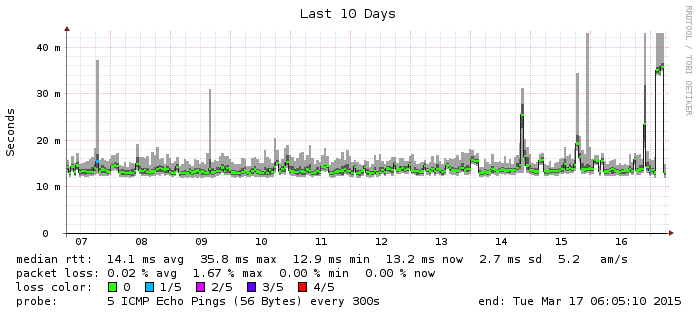 Last 10 Days
RRDTOOL / TOBI OETIKER
Seconds
40 m
30 m
20 m
10 m
0
07 08 09 10 11 12 13 14 15 16
median rtt: 14.1 ms avg 35.8 ms max 12.9 ms min 13.2 ms now 2.7 ms sd 5.2 am/s
packet loss: 0.02 % avg 1.67 % max 0.00 % min 0.00 % now
loss color: 0 1/5 2/5 3/5 4/5
probe: 5 ICMP Echo Pings (56 Bytes) every 300s end: Tue Mar 17 06:05:10 2015